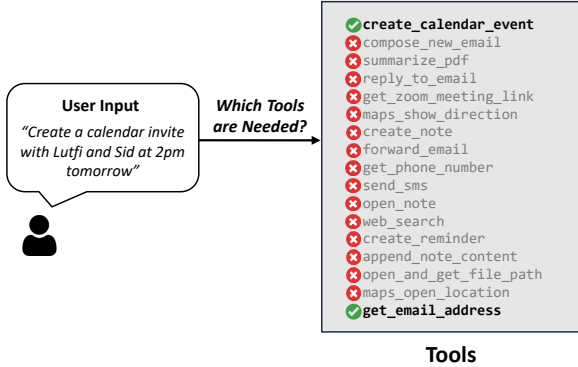 User Input
“Create a calendar invite
with Lutfi and Sid at 2pm
tomorrow”
Which Tools
are Needed?
create_calendar_event
compose_new_email
summarize_pdf
reply_to_email
get_zoom_meeting_link
maps_show_direction
create_note
forward_email
get_phone_number
send_sms
open_note
web_search
create_reminder
append_note_content
open_and_get_file_path
maps_open_location
get_email_address
Tools